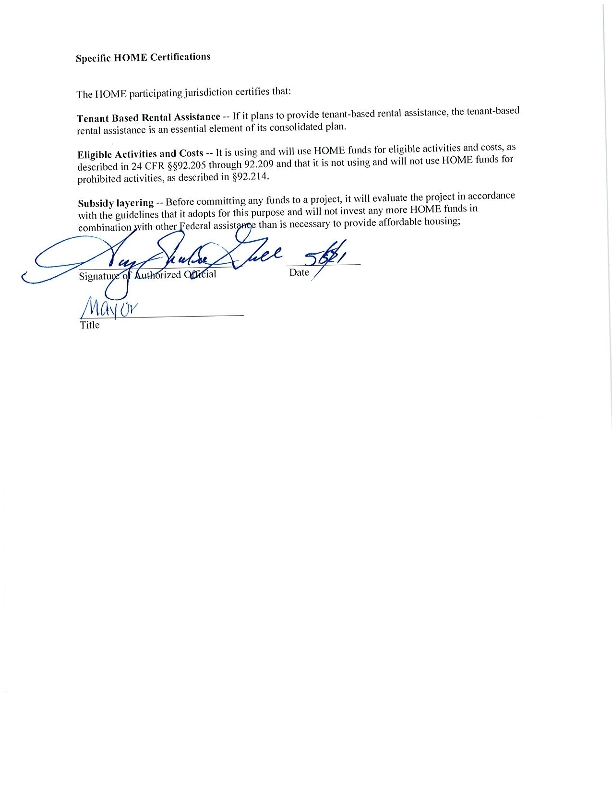 Specific HOME Certifications
The HOME participating jurisdiction certifies that:
Tenant Based Rental Assistance -- If it plans to provide tenant-based rental assistance, the tenant-based
rental assistance is an essential element of its consolidated plan.
Eligible Activities and Costs -- It is using and will use HOME funds for eligible activities and costs, as
described in 24 CFR §§92.205 through 92.209 and that it is not using and will not use HOME funds for
prohibited activities, as described in §92.214.
Subsidy layering -- Before committing any funds to a project, it will evaluate the project in accordance
with the guidelines that it adopts for this purpose and will not invest any more HOME funds in
combination with other Federal assistance than is necessary to provide affordable housing;
Signature of Authorized Official Date
Mayor
Title